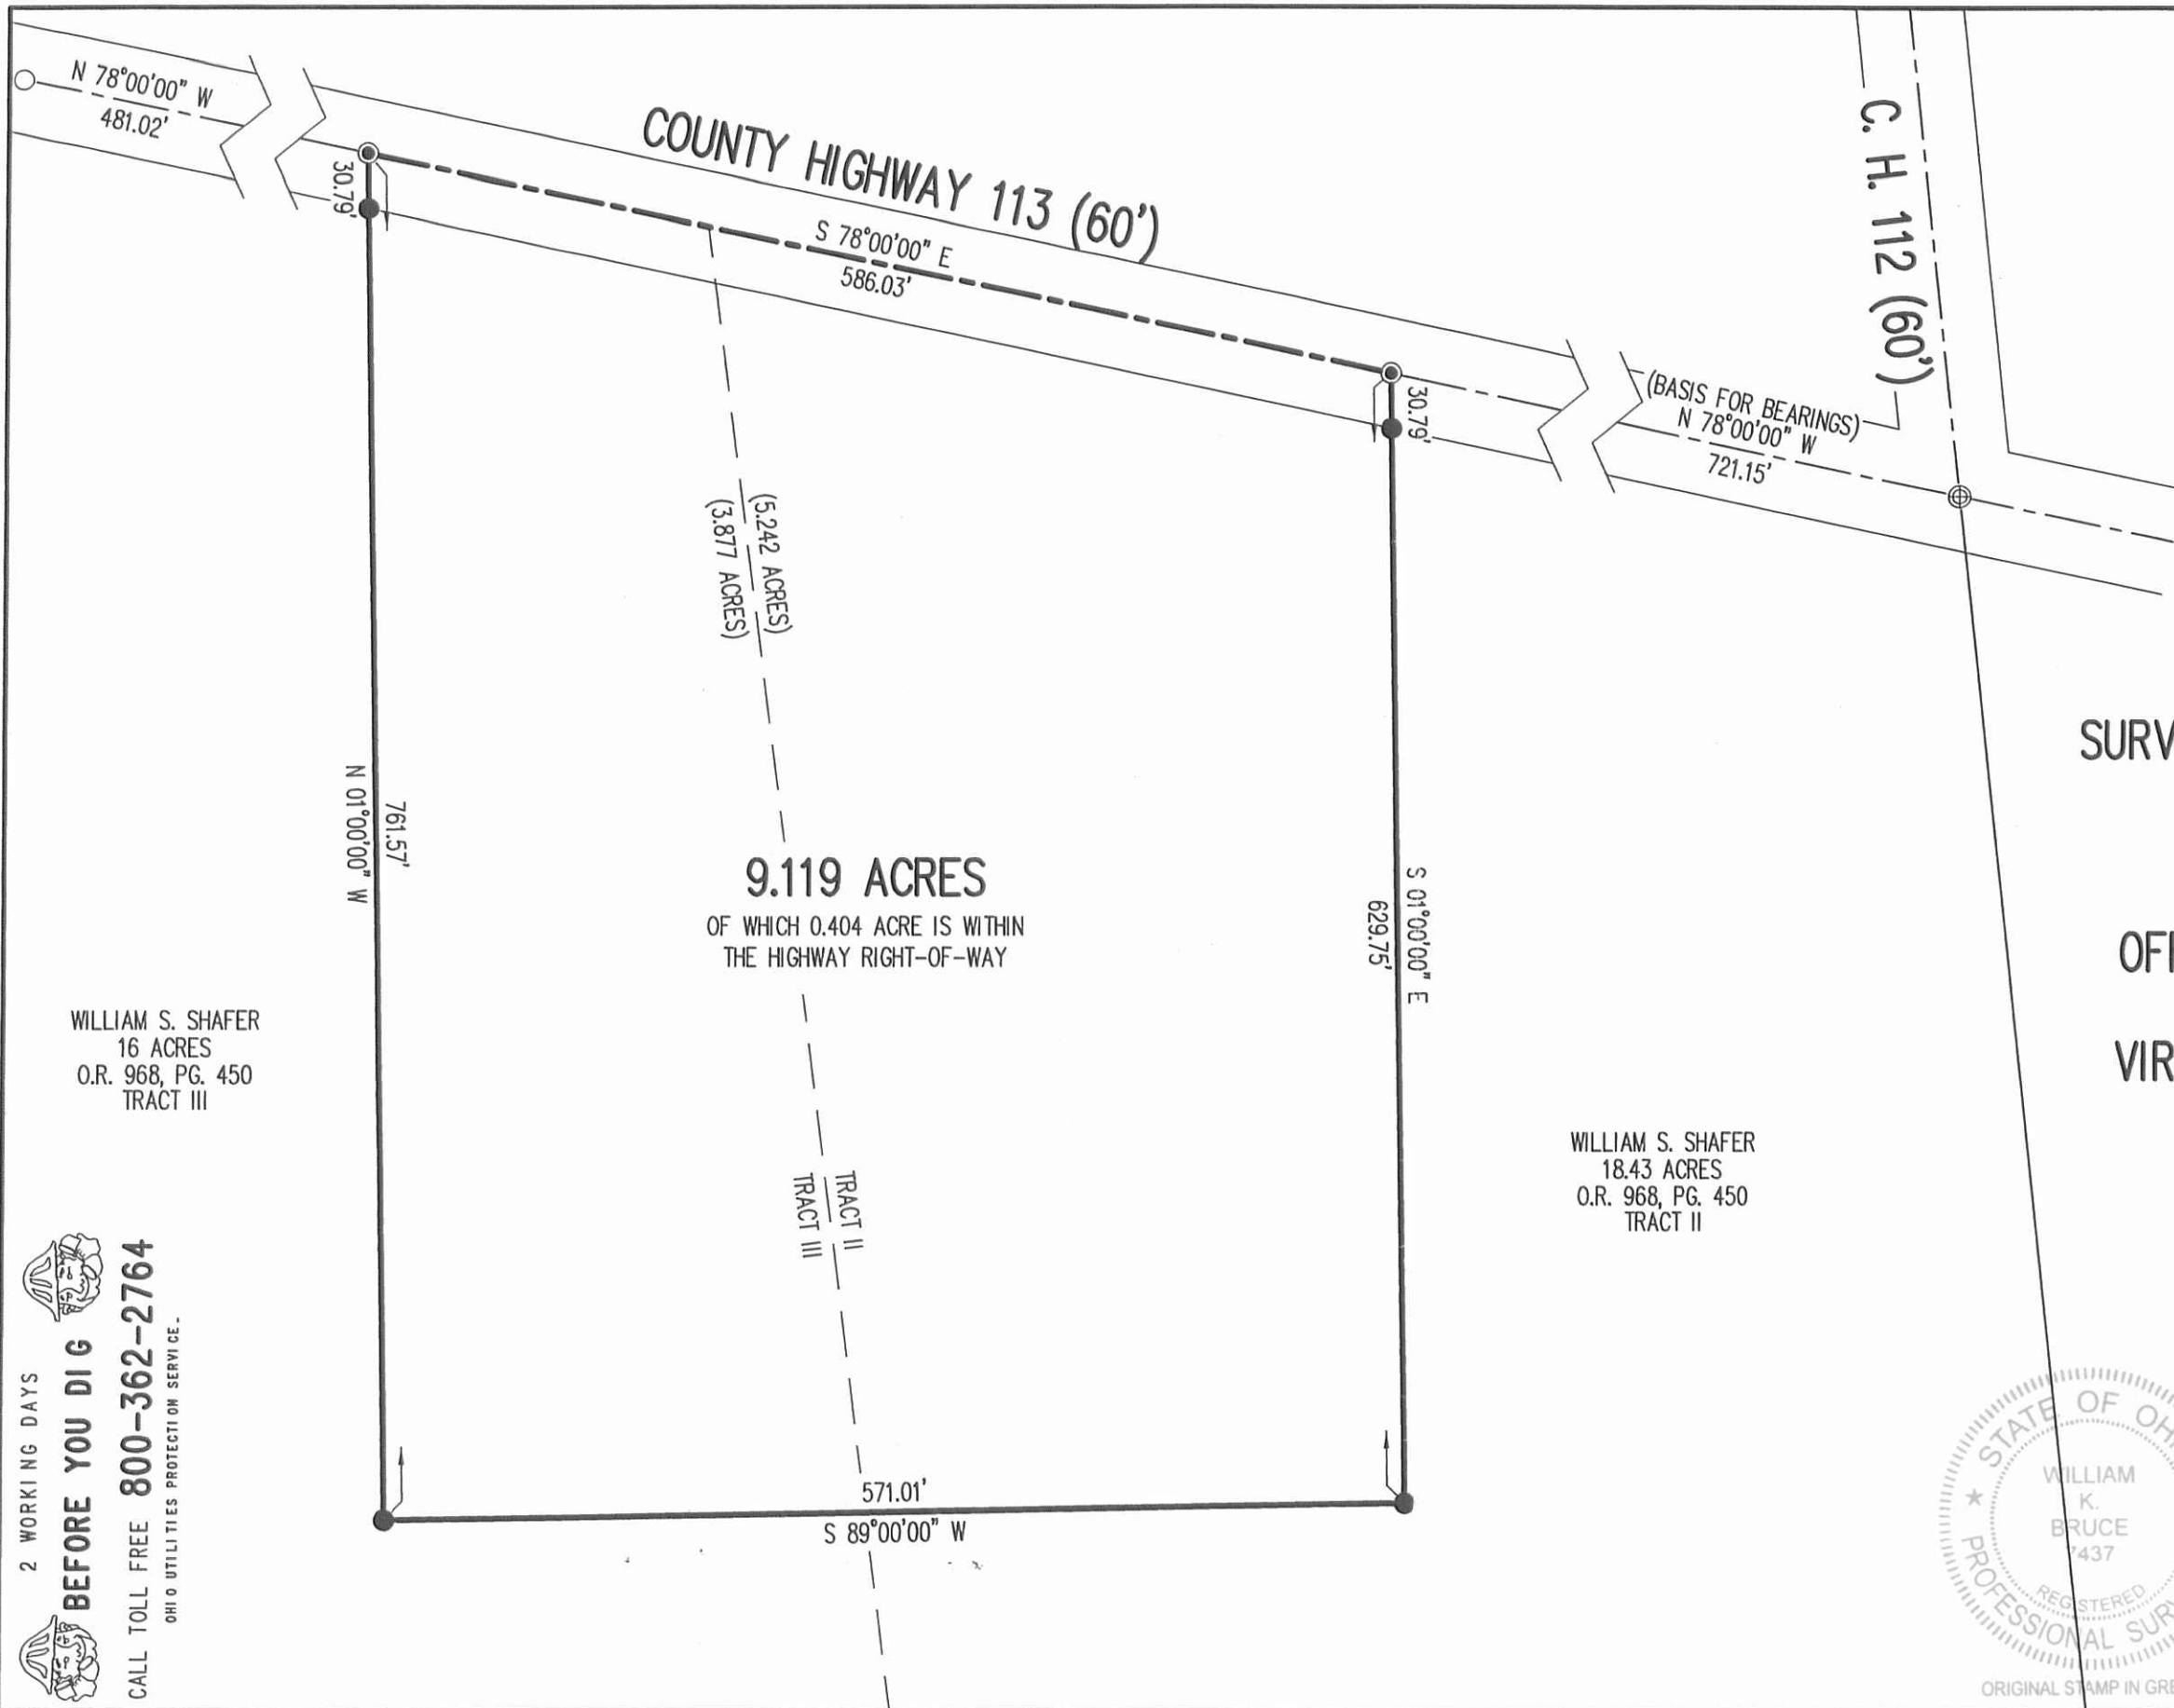 N 78°00'00" W
481.02'
COUNTY HIGHWAY 113 (60')
C. H. 112 (60')
30.79'
S 78°00'00" E
586.03'
30.79'
(BASIS FOR BEARINGS)
N 78°00'00" W
721.15'
(5.242 ACRES)
(3.877 ACRES)
SURV
N 01°00'00" W
761.57'
9.119 ACRES
OF WHICH 0.404 ACRE IS WITHIN
THE HIGHWAY RIGHT-OF-WAY
S 01°00'00" E
629.75'
OFF
VIR
WILLIAM S. SHAFER
16 ACRES
O.R. 968, PG. 450
TRACT III
WILLIAM S. SHAFER
18.43 ACRES
O.R. 968, PG. 450
TRACT II
TRACT II
TRACT III
2 WORKING DAYS
BEFORE YOU DIG
CALL TOLL FREE 800-362-2764
OHIO UTILITIES PROTECTION SERVICE.
571.01'
S 89°00'00" W
★ STATE OF OH
WILLIAM
K.
BRUCE
7437
REGISTERED
PROFESSIONAL SUR
ORIGINAL STAMP IN GRE